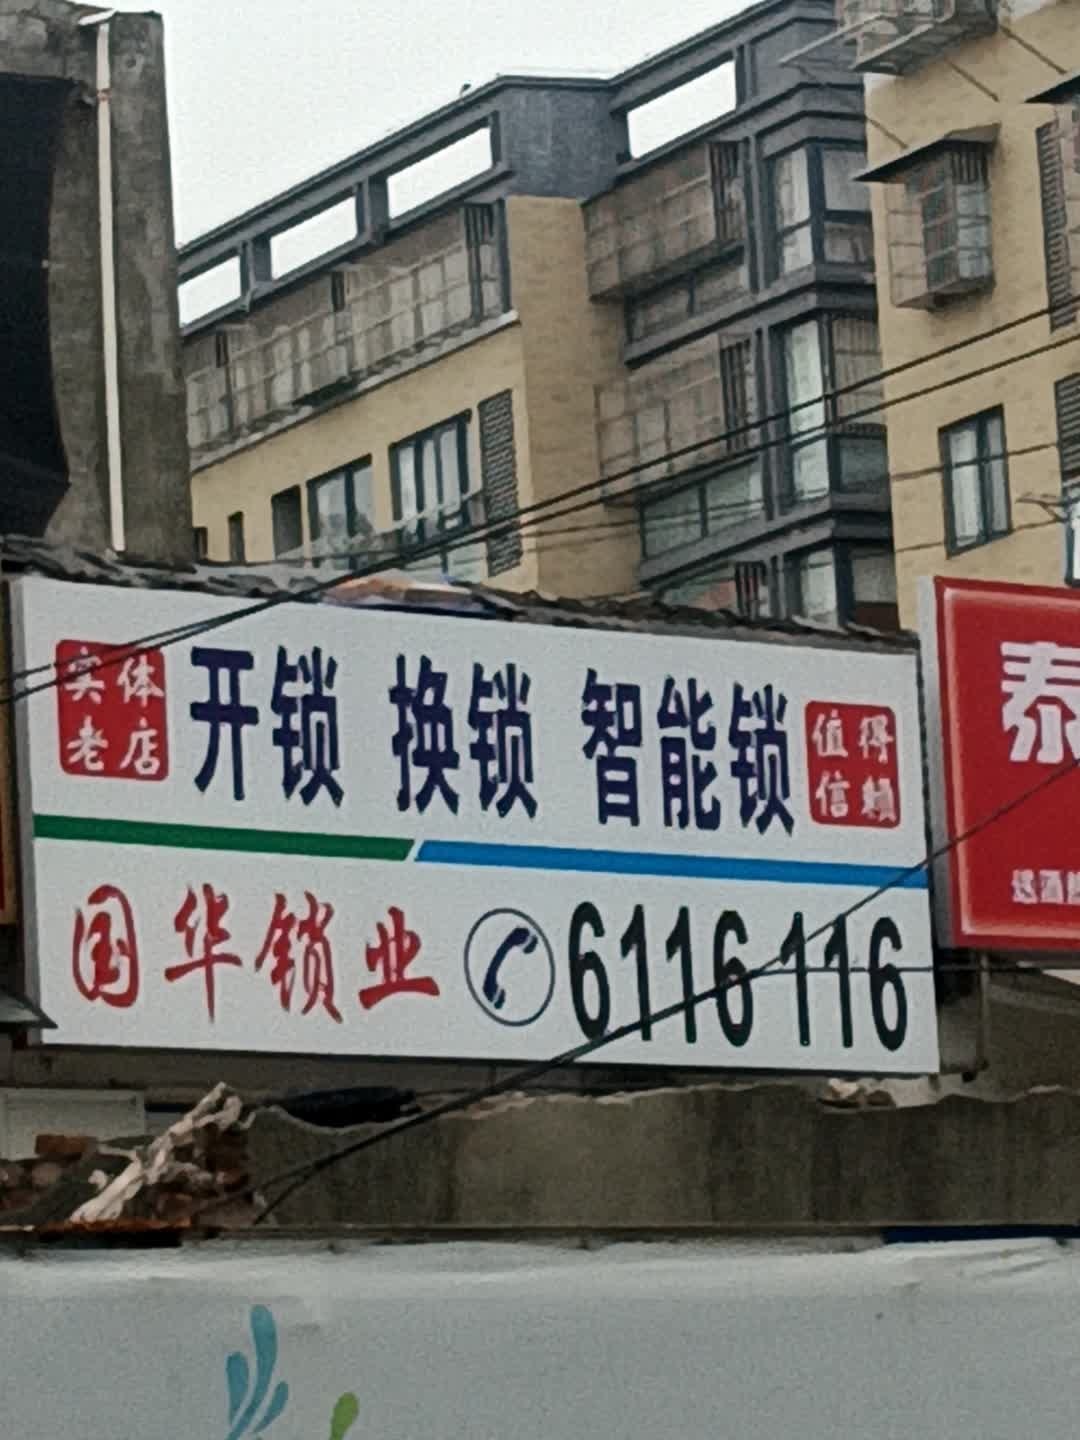 实体
老店
开锁 换锁 智能锁
值得
信赖
国华锁业 6116116
泰